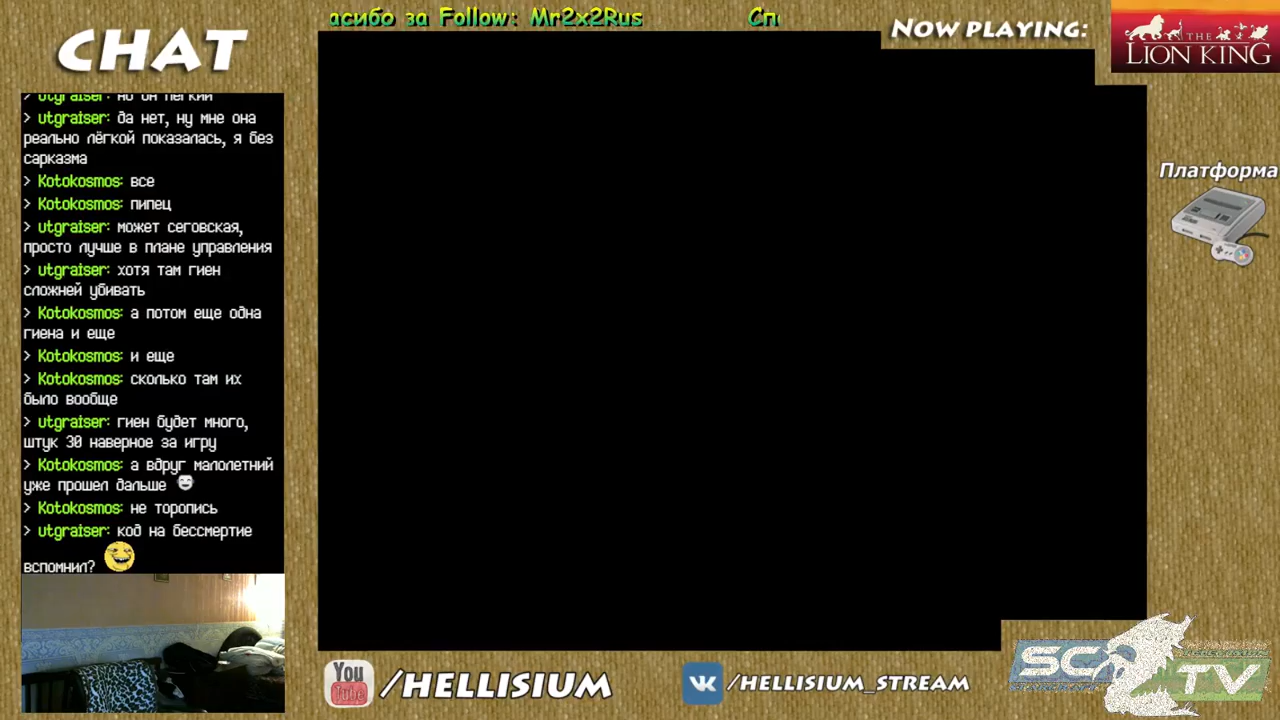 асибо за Follow: Mr2x2Rus
Сп
CHAT
NOW PLAYING:
THE
LION KING
> utgraiser: но он лёгкий
> utgraiser: да нет, ну мне она
реально лёгкой показалась, я без
сарказма
> Kotokosmos: все
> Kotokosmos: пипец
> utgraiser: может сеговская,
просто лучше в плане управления
> utgraiser: хотя там гиен
сложней убивать
> Kotokosmos: а потом еще одна
гиена и еще
> Kotokosmos: и еще
> Kotokosmos: сколько там их
было вообще
> utgraiser: гиен будет много,
штук 30 наверное за игру
> Kotokosmos: а вдруг малолетний
уже прошел дальше
> Kotokosmos: не торопись
> utgraiser: код на бессмертие
вспомнил?
Платформа
You
Tube
/HELLISIUM
/HELLISIUM_STREAM
TV